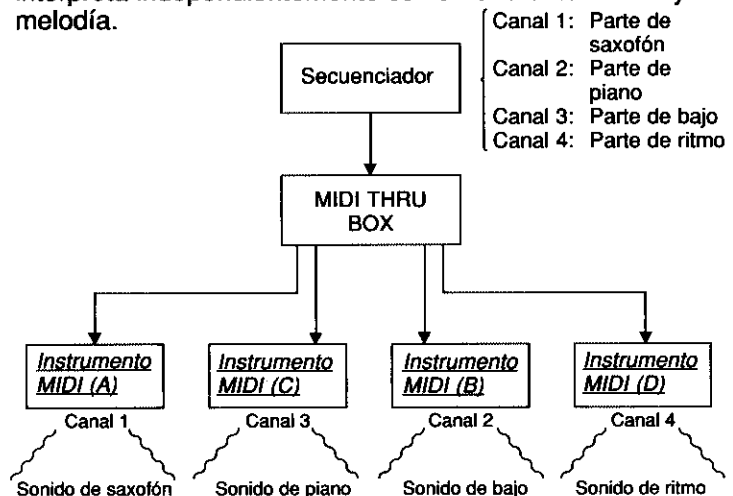 melodía.
Canal 1: Parte de
saxofón
Canal 2: Parte de
piano
Canal 3: Parte de bajo
Canal 4: Parte de ritmo
Secuenciador
MIDI THRU
BOX
Instrumento
MIDI (A)
Instrumento
MIDI (C)
Instrumento
MIDI (B)
Instrumento
MIDI (D)
Canal 1
Canal 3
Canal 2
Canal 4
Sonido de saxofón
Sonido de piano
Sonido de bajo
Sonido de ritmo